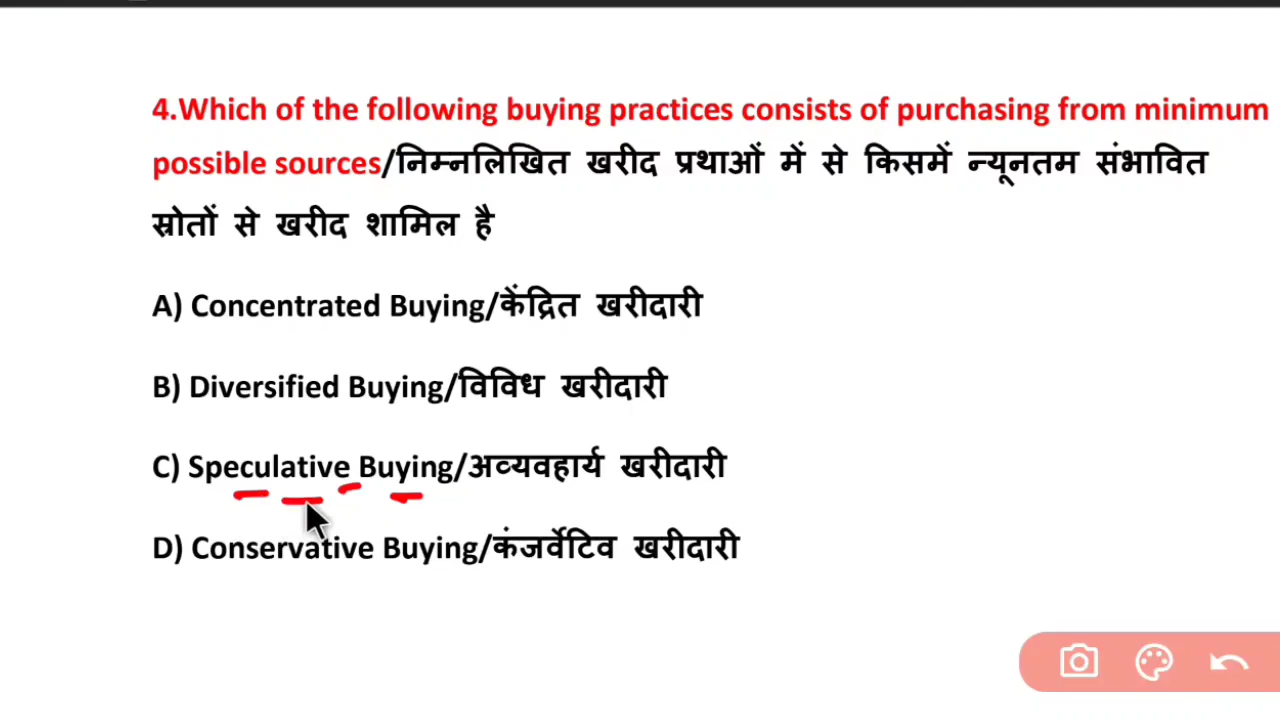 4.Which of the following buying practices consists of purchasing from minimum
possible sources/निम्नलिखित खरीद प्रथाओं में से किसमें न्यूनतम संभावित
स्रोतों से खरीद शामिल है
A) Concentrated Buying/केंद्रित खरीदारी
B) Diversified Buying/विविध खरीदारी
C) Speculative Buying/अव्यवहार्य खरीदारी
D) Conservative Buying/कंजर्वेटिव खरीदारी